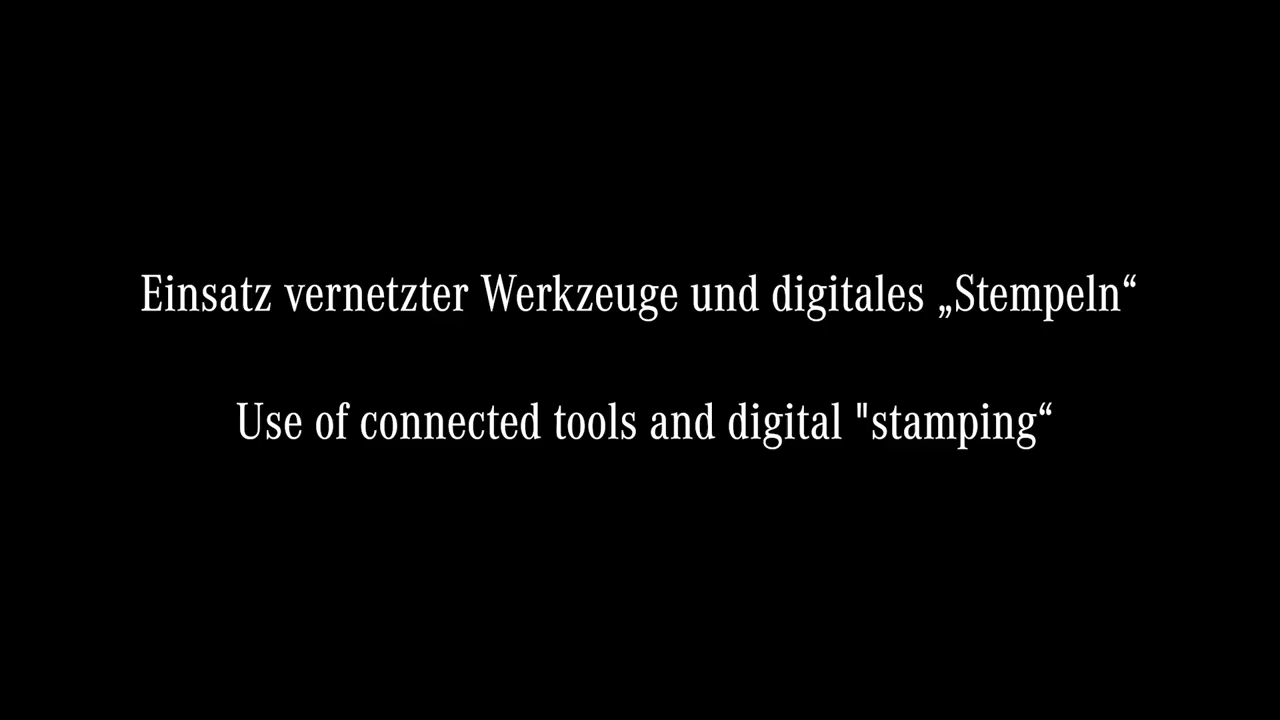 Einsatz vernetzter Werkzeuge und digitales „Stempeln“
Use of connected tools and digital "stamping“